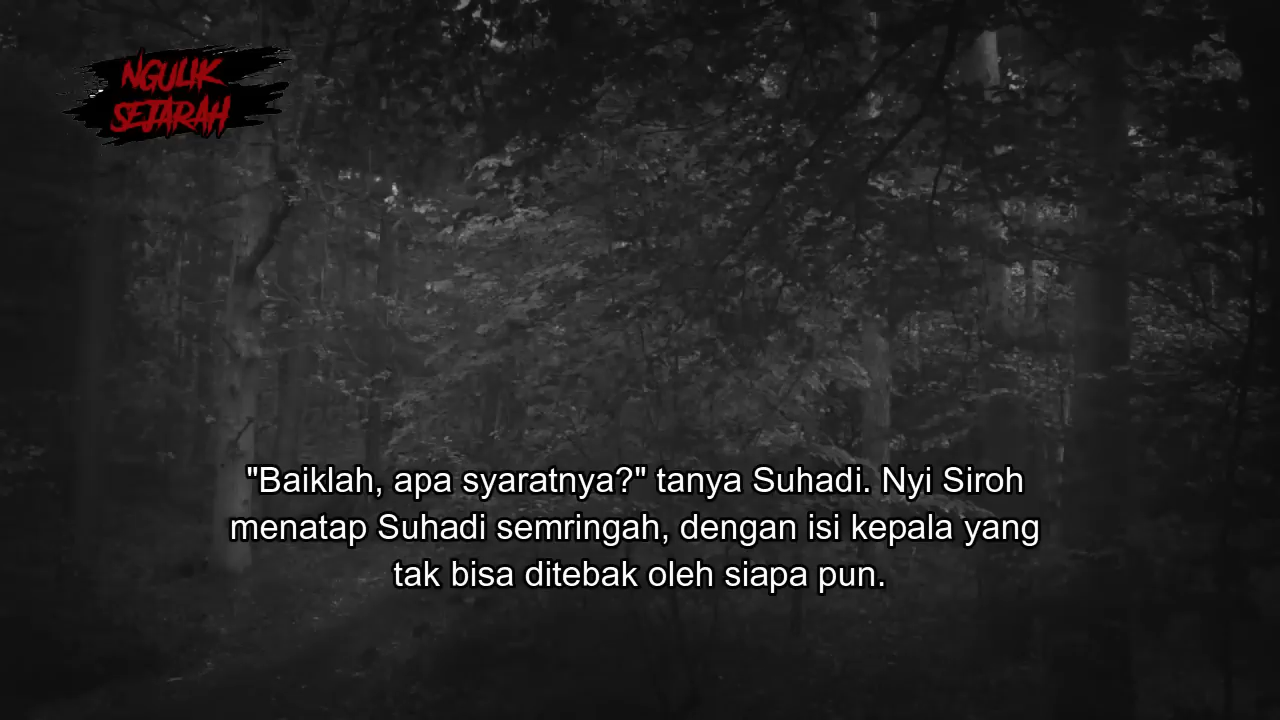 NGULIK
SEJARAH
"Baiklah, apa syaratnya?" tanya Suhadi. Nyi Siroh
menatap Suhadi semringah, dengan isi kepala yang
tak bisa ditebak oleh siapa pun.